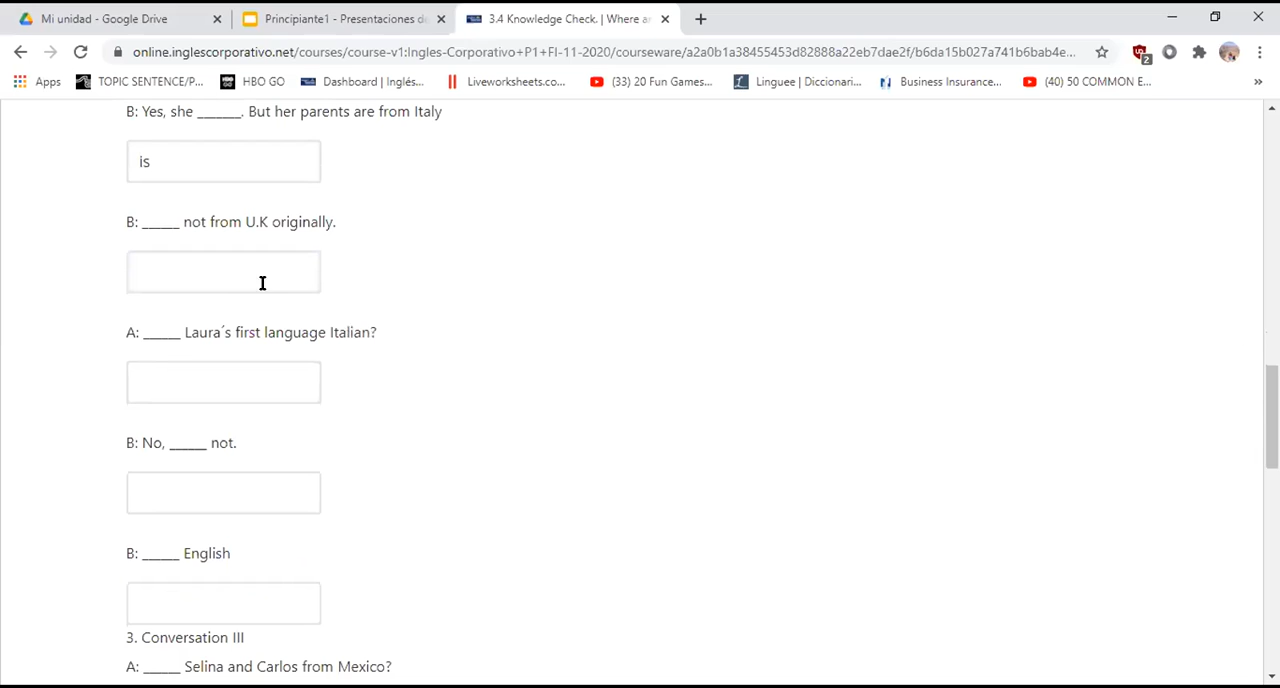 Mi unidad - Google Drive
Principiante1 - Presentaciones de
3.4 Knowledge Check. | Where ar
online.inglescorporativo.net/courses/course-v1:Ingles-Corporativo+P1+FI-11-2020/courseware/a2a0b1a38455453d82888a22eb7dae2f/b6da15b027a741b6bab4e...
2
Apps
TOPIC SENTENCE/P...
HBO GO
Dashboard | Inglés...
Liveworksheets.co...
(33) 20 Fun Games...
Linguee | Diccionari...
Business Insurance...
(40) 50 COMMON E...
»
B: Yes, she ______. But her parents are from Italy
is
B: _____ not from U.K originally.
A: _____ Laura´s first language Italian?
B: No, _____ not.
B: _____ English
3. Conversation III
A: _____ Selina and Carlos from Mexico?